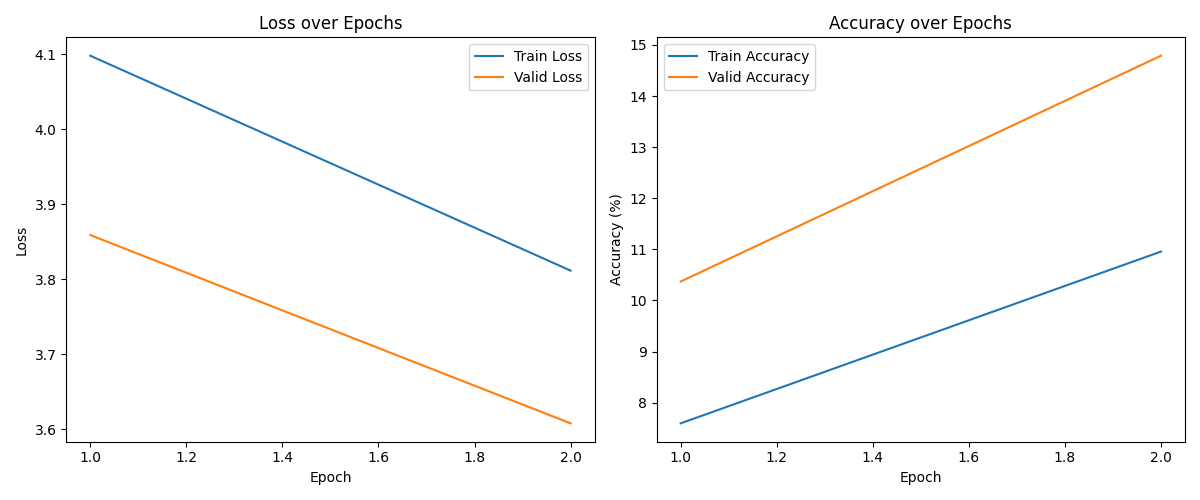 Loss over Epochs
4.1
4.0
3.9
3.8
3.7
3.6
Loss
1.0 1.2 1.4 1.6 1.8 2.0
Epoch
Train Loss
Valid Loss
Accuracy over Epochs
15
14
13
12
11
10
9
8
Accuracy (%)
1.0 1.2 1.4 1.6 1.8 2.0
Epoch
Train Accuracy
Valid Accuracy